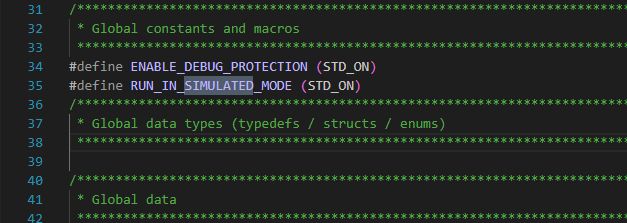 31 /*************************************************************************
32 * Global constants and macros
33 *************************************************************************
34 #define ENABLE_DEBUG_PROTECTION (STD_ON)
35 #define RUN_IN_SIMULATED_MODE (STD_ON)
36 /*************************************************************************
37 * Global data types (typedefs / structs / enums)
38 *************************************************************************
39
40 /*************************************************************************
41 * Global data
42 *************************************************************************